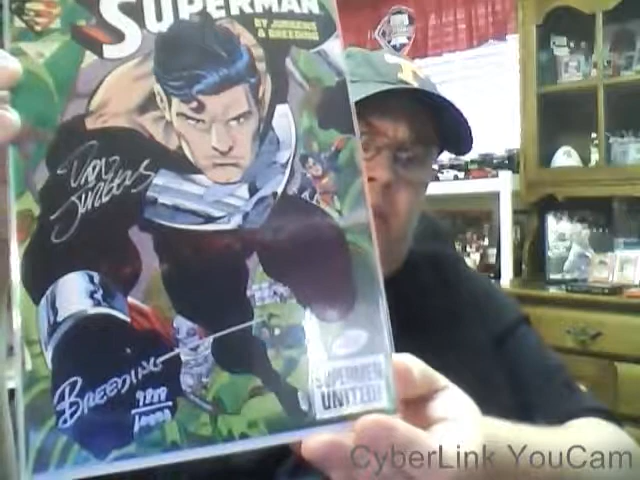 SUPERMAN
BY JURGENS
& BREEDING
DAN
JURGENS
BREEDING
SUPERMEN
UNITED!
CyberLink YouCam